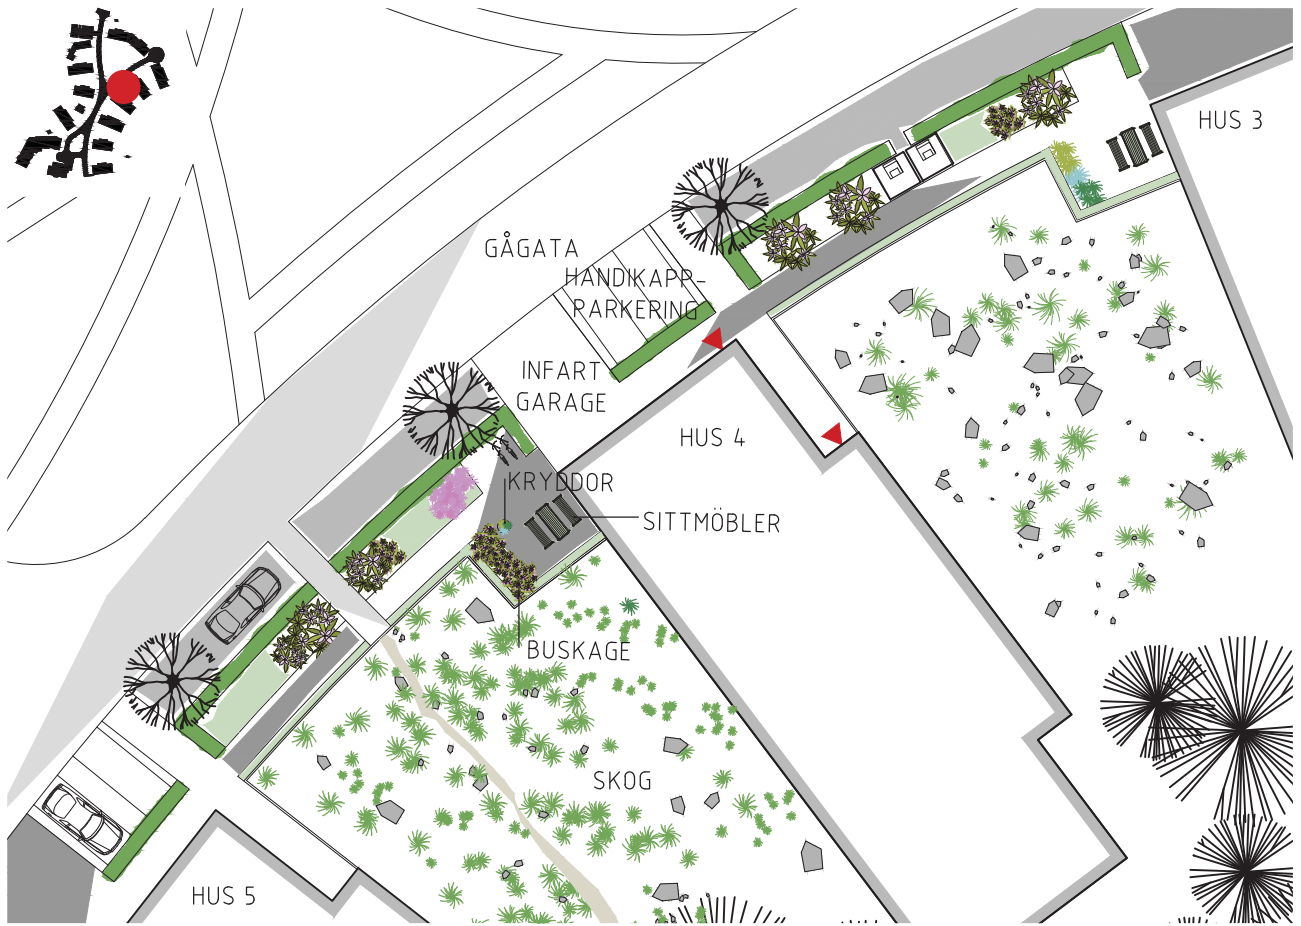 HUS 3
GÅGATA
HANDIKAPP-
PARKERING
INFART
GARAGE
HUS 4
KRYDDOR
SITTMÖBLER
BUSKAGE
SKOG
HUS 5